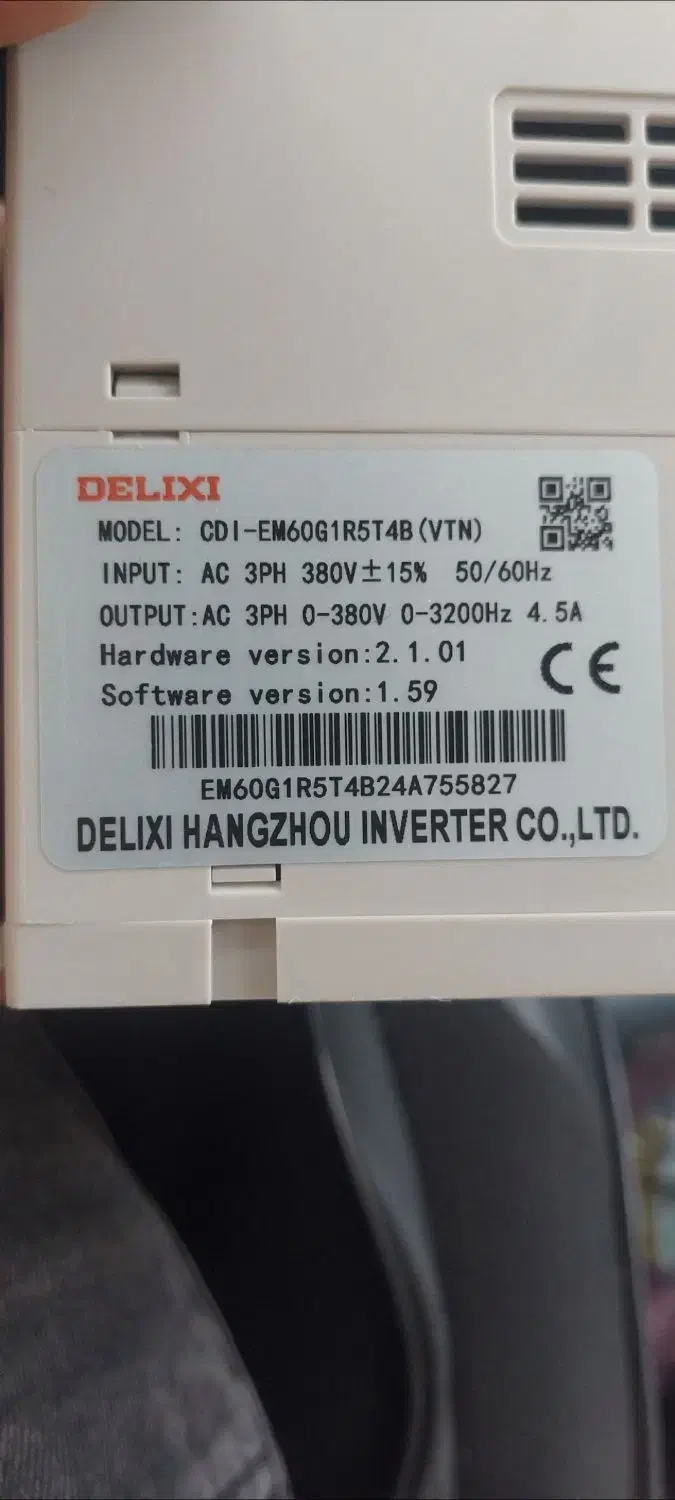 DELIXI
MODEL: CDI-EM60G1R5T4B(VTN)
INPUT: AC 3PH 380V±15% 50/60Hz
OUTPUT:AC 3PH 0-380V 0-3200Hz 4.5A
Hardware version:2.1.01
Software version:1.59
CE
EM60G1R5T4B24A755827
DELIXI HANGZHOU INVERTER CO.,LTD.